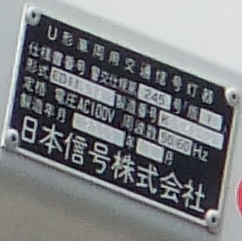 U形車両用交通信号灯器
仕様書番号 警交仕規第 245号(版1)
形式 製造番号
定格 電圧AC100V 周波数50/60Hz
製造年月 年 月
日本信号株式会社